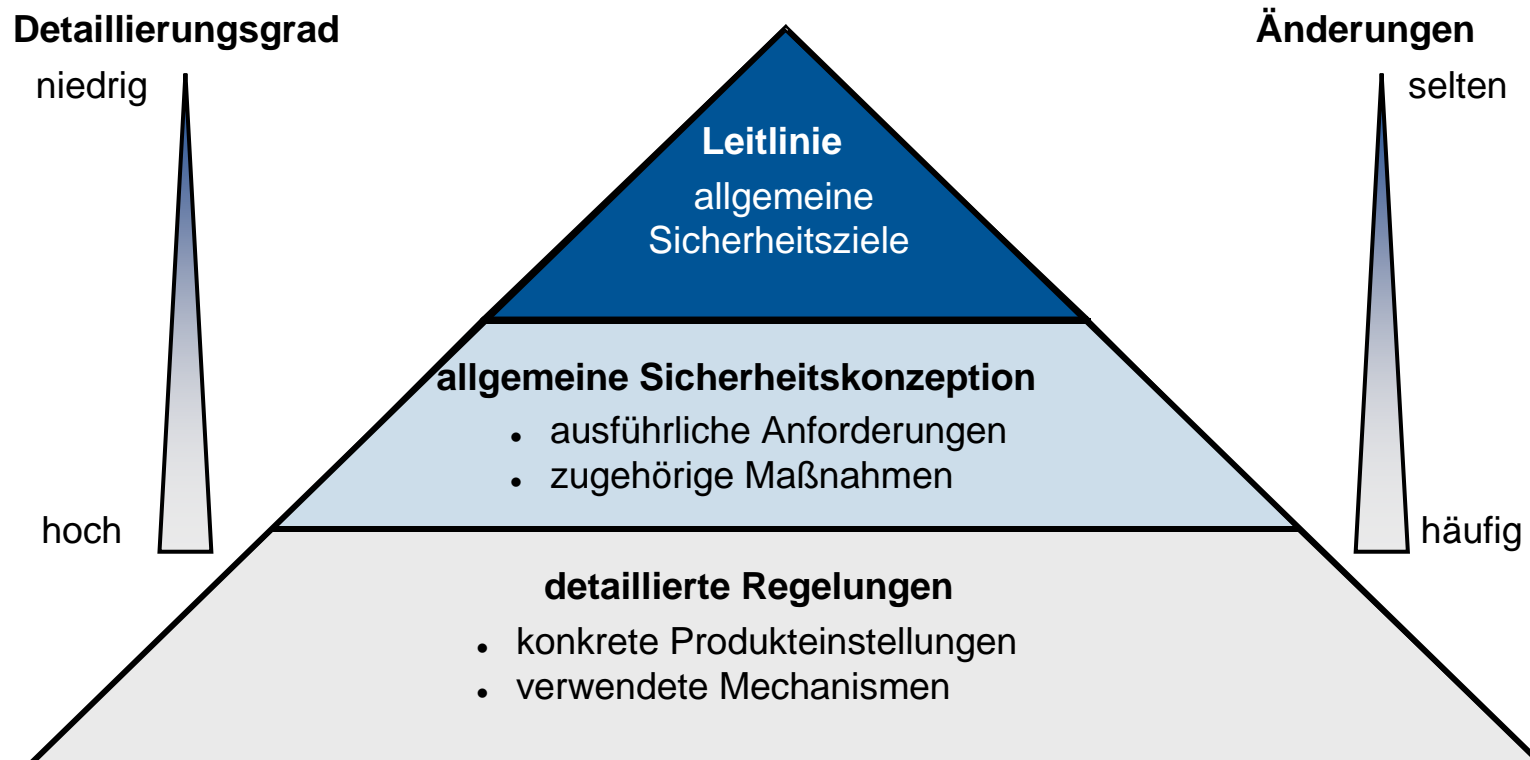 Detaillierungsgrad
Änderungen
niedrig
selten
Leitlinie
allgemeine
Sicherheitsziele
allgemeine Sicherheitskonzeption
• ausführliche Anforderungen
• zugehörige Maßnahmen
hoch
häufig
detaillierte Regelungen
• konkrete Produkteinstellungen
• verwendete Mechanismen